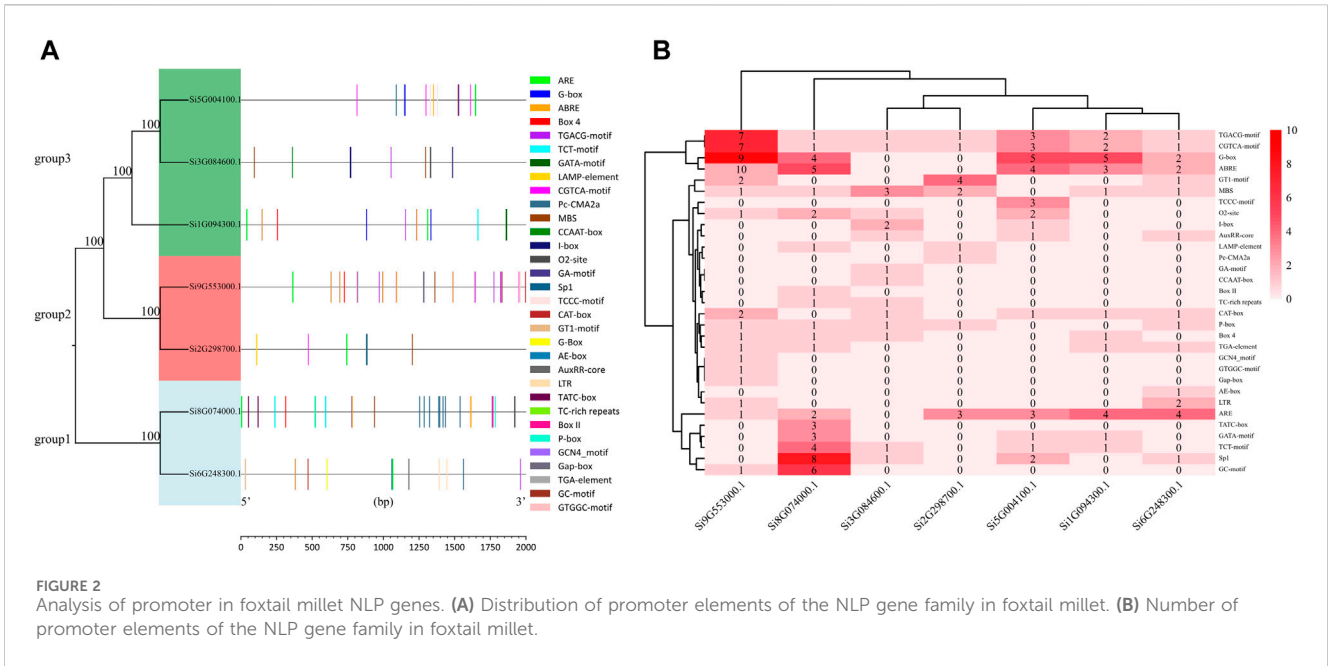 A
B
group3
group2
group1
100
100
100
100
100
Si5G004100.1
Si3G084600.1
Si1G094300.1
Si9G553000.1
Si2G298700.1
Si8G074000.1
Si6G248300.1
5'
(bp)
3'
0 250 500 750 1000 1250 1500 1750 2000
ARE
G-box
ABRE
Box 4
TGACG-motif
TCT-motif
GATA-motif
LAMP-element
CGTCA-motif
Pc-CMA2a
MBS
CCAAT-box
I-box
O2-site
GA-motif
Sp1
TCCC-motif
CAT-box
GT1-motif
G-Box
AE-box
AuxRR-core
LTR
TATC-box
TC-rich repeats
Box II
P-box
GCN4_motif
Gap-box
TGA-element
GC-motif
GTGGC-motif
7 1 1 1 3 2 1 TGACG-motif
7 1 1 1 3 2 1 CGTCA-motif
9 4 0 0 5 5 2 G-box
10 5 0 0 4 3 2 ABRE
2 0 0 4 0 0 1 GT1-motif
1 1 3 2 0 1 1 MBS
0 0 0 0 3 0 0 TCCC-motif
1 2 1 0 2 0 0 O2-site
0 0 2 0 1 0 0 I-box
0 0 1 0 1 0 1 AuxRR-core
0 1 0 1 0 0 0 LAMP-element
0 0 0 1 0 0 0 Pc-CMA2a
0 0 1 0 0 0 0 GA-motif
0 0 1 0 0 0 0 CCAAT-box
0 1 0 0 0 0 0 Box II
0 1 1 0 0 0 0 TC-rich repeats
2 0 1 0 1 1 1 CAT-box
1 1 1 1 0 0 1 P-box
1 1 1 0 0 1 0 Box 4
1 1 0 0 0 1 1 TGA-element
1 0 0 0 0 0 0 GCN4_motif
1 0 0 0 0 0 0 GTGGC-motif
1 0 0 0 0 0 0 Gap-box
0 0 0 0 0 0 1 AE-box
1 0 0 0 0 0 2 LTR
1 2 0 3 3 4 4 ARE
0 3 0 0 0 0 0 TATC-box
0 3 0 0 1 1 0 GATA-motif
0 4 1 0 1 1 0 TCT-motif
0 8 1 0 2 0 1 Sp1
1 6 0 0 0 0 0 GC-motif
Si9G553000.1
Si8G074000.1
Si3G084600.1
Si2G298700.1
Si5G004100.1
Si1G094300.1
Si6G248300.1
10
8
6
4
2
0
FIGURE 2
Analysis of promoter in foxtail millet NLP genes. (A) Distribution of promoter elements of the NLP gene family in foxtail millet. (B) Number of
promoter elements of the NLP gene family in foxtail millet.